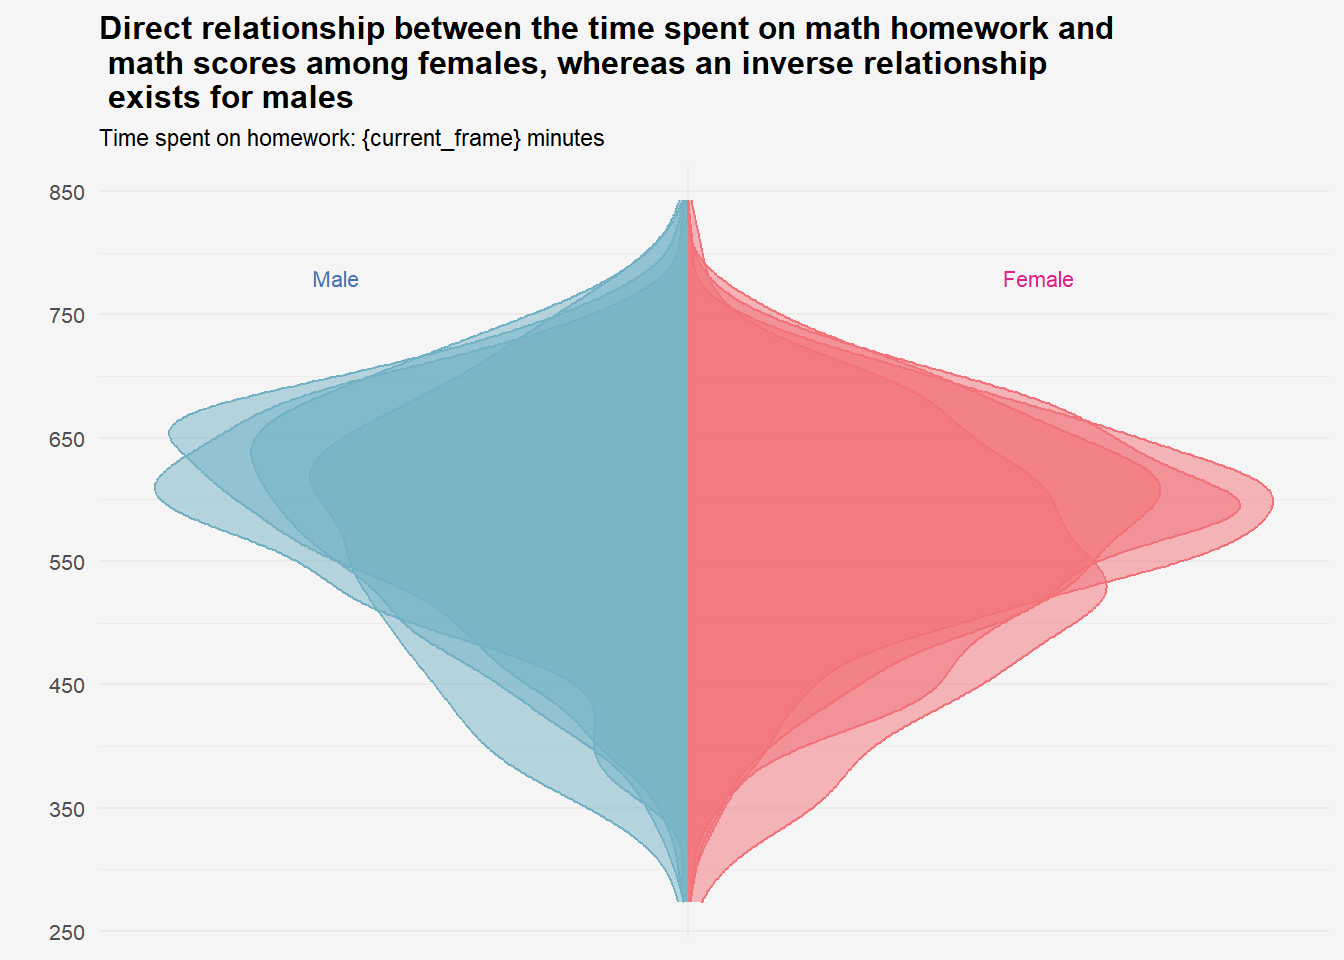 Direct relationship between the time spent on math homework and
math scores among females, whereas an inverse relationship
exists for males
Time spent on homework: {current_frame} minutes
850
Male
Female
750
650
550
450
350
250